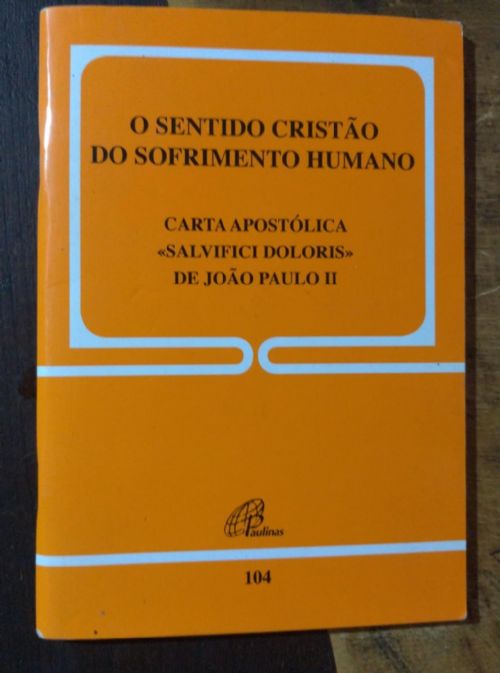 O SENTIDO CRISTÃO
DO SOFRIMENTO HUMANO
CARTA APOSTÓLICA
«SALVIFICI DOLORIS»
DE JOÃO PAULO II
Paulinas
104